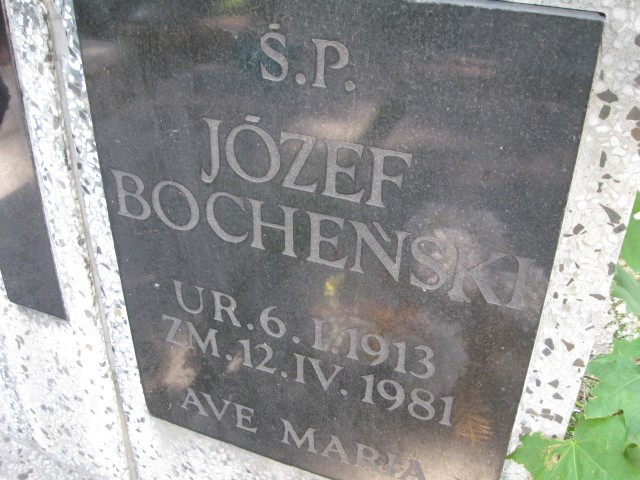 Ś.P.
JÓZEF
BOCHEŃSKI
UR. 6. I. 1913
ZM. 12. IV. 1981
AVE MARIA